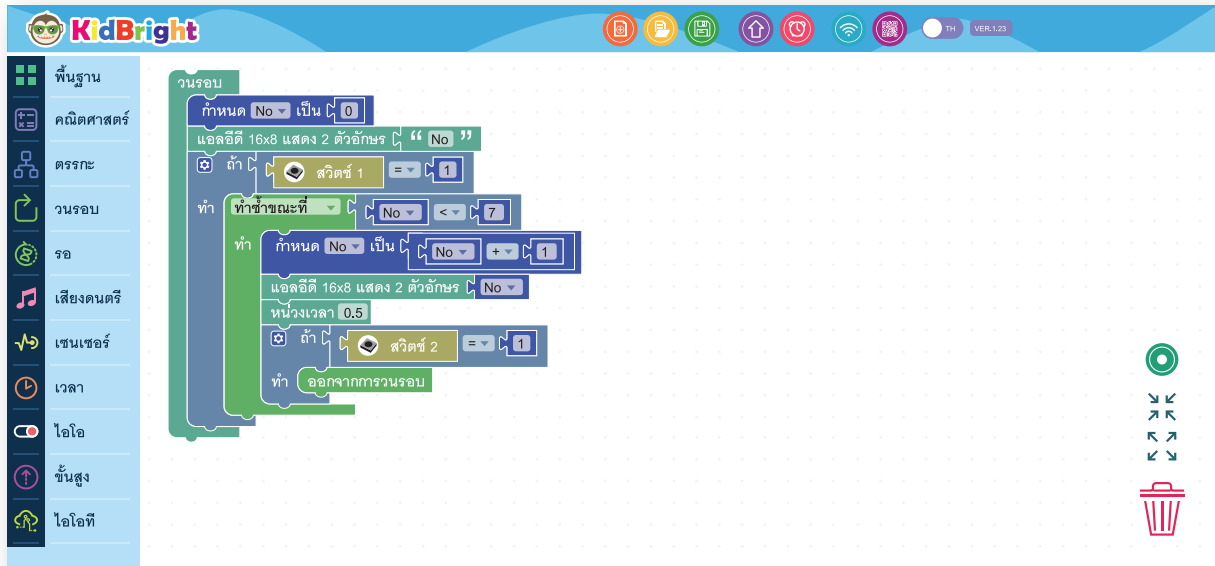 KidBright
TH VER.1.23
พื้นฐาน
คณิตศาสตร์
ตรรกะ
วนรอบ
รอ
เสียงดนตรี
เซนเซอร์
เวลา
ไอโอ
ขั้นสูง
ไอโอที
วนรอบ
กำหนด No เป็น 0
แอลอีดี 16x8 แสดง 2 ตัวอักษร “ No ”
ถ้า สวิตช์ 1 = 1
ทำ ทำซ้ำขณะที่ No < 7
ทำ กำหนด No เป็น No + 1
แอลอีดี 16x8 แสดง 2 ตัวอักษร No
หน่วงเวลา 0.5
ถ้า สวิตช์ 2 = 1
ทำ ออกจากการวนรอบ